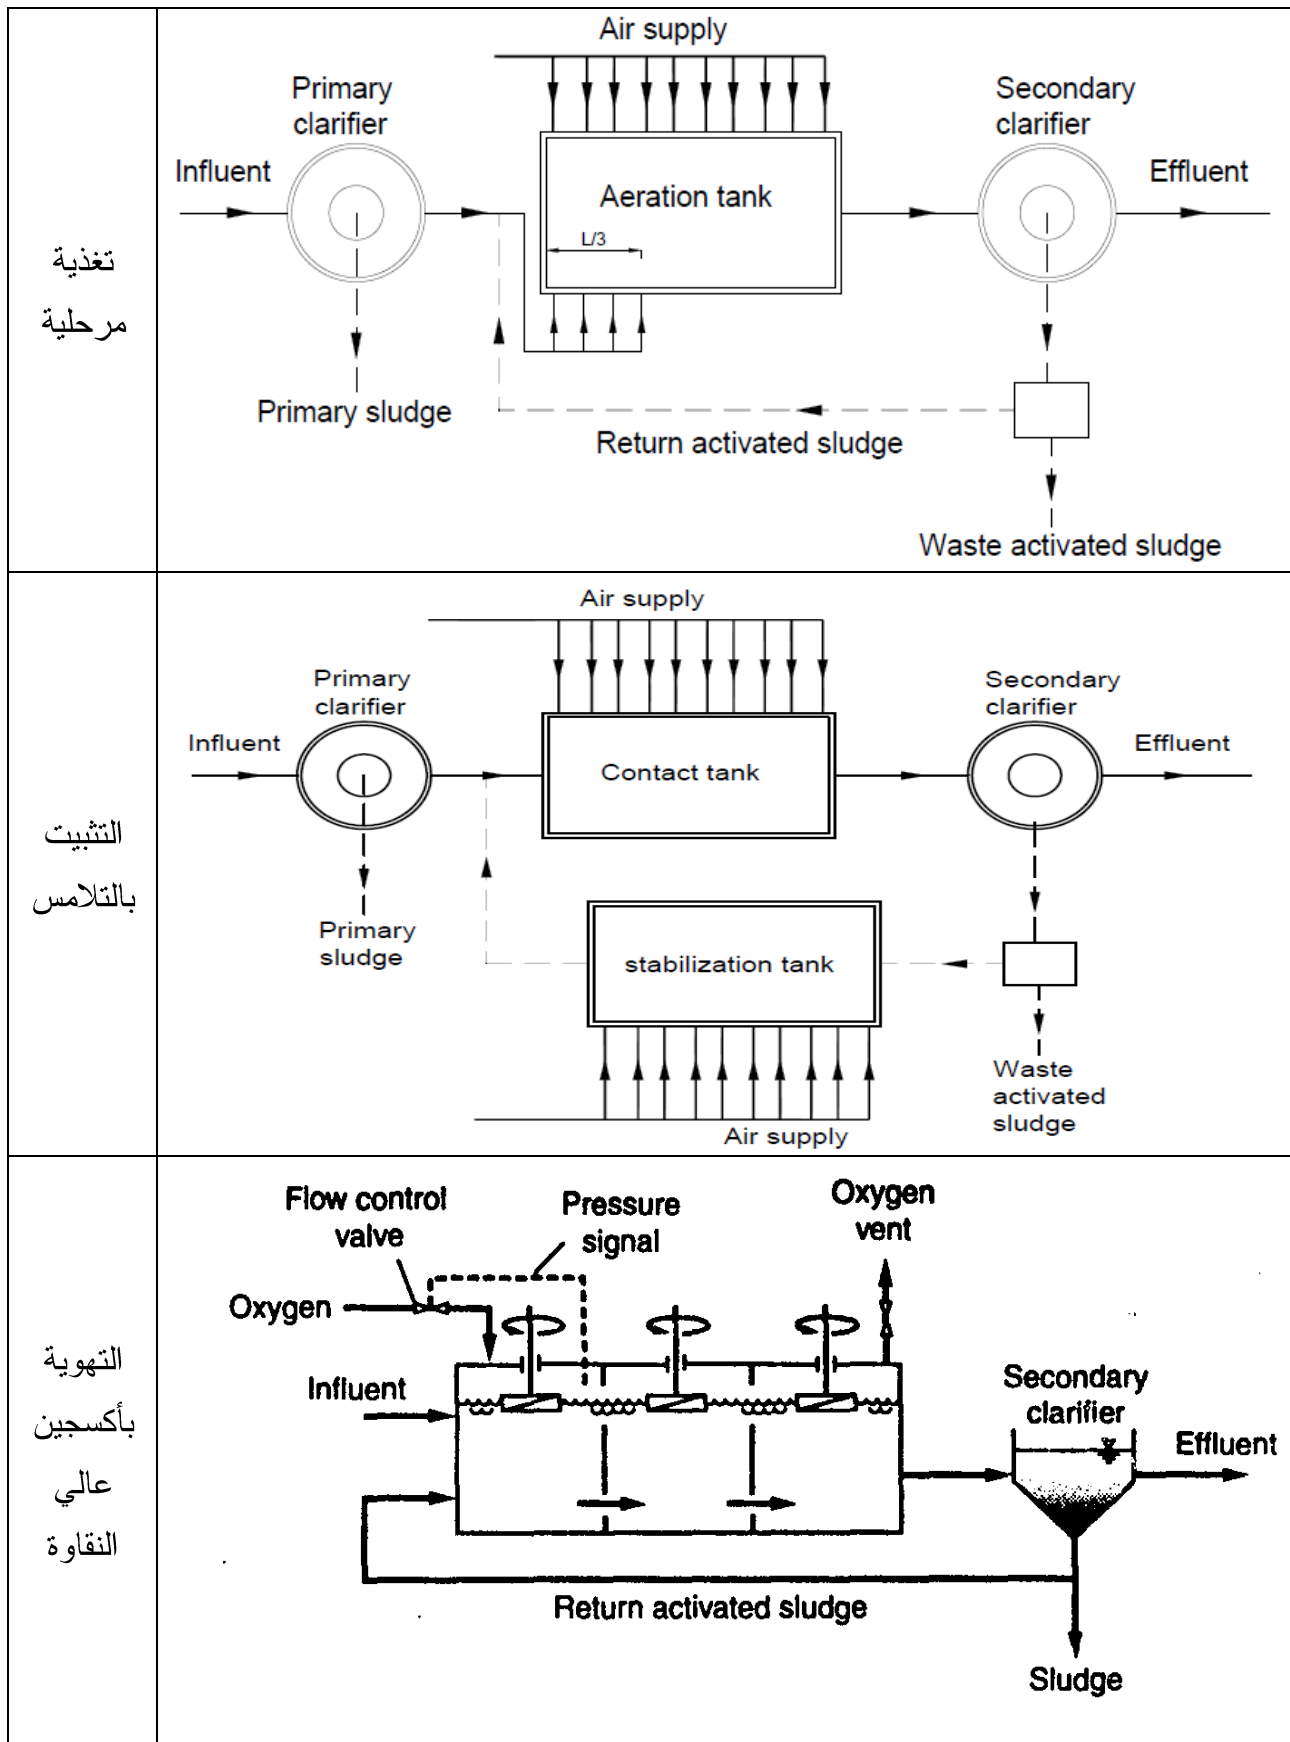 تغذية
مرحلية
Air supply
Primary
clarifier
Secondary
clarifier
Influent
Effluent
Aeration tank
L/3
Primary sludge
Return activated sludge
Waste activated sludge
التثبيت
بالتلامس
Air supply
Primary
clarifier
Secondary
clarifier
Influent
Effluent
Contact tank
Primary
sludge
stabilization tank
Waste
activated
sludge
Air supply
التهوية
بأكسجين
عالي
النقاوة
Flow control
valve
Pressure
signal
Oxygen
vent
Oxygen
Influent
Secondary
clarifier
Effluent
Return activated sludge
Sludge